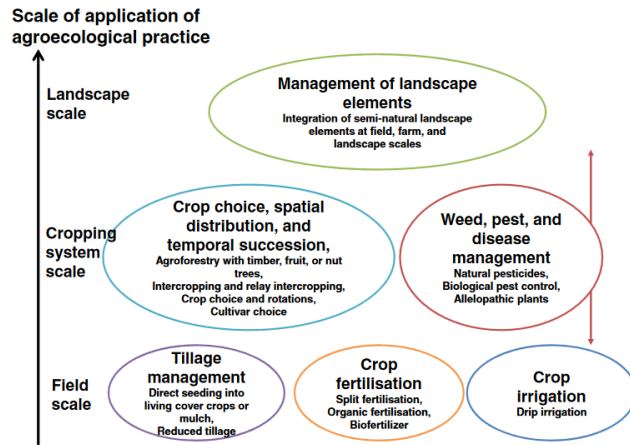 Scale of application of
agroecological practice
Landscape
scale
Management of landscape
elements
Integration of semi-natural landscape
elements at field, farm, and
landscape scales
Cropping
system
scale
Crop choice, spatial
distribution, and
temporal succession,
Agroforestry with timber, fruit, or nut
trees,
Intercropping and relay intercropping,
Crop choice and rotations,
Cultivar choice
Weed, pest, and
disease
management
Natural pesticides,
Biological pest control,
Allelopathic plants
Field
scale
Tillage
management
Direct seeding into
living cover crops or
mulch,
Reduced tillage
Crop
fertilisation
Split fertilisation,
Organic fertilisation,
Biofertilizer
Crop
irrigation
Drip irrigation